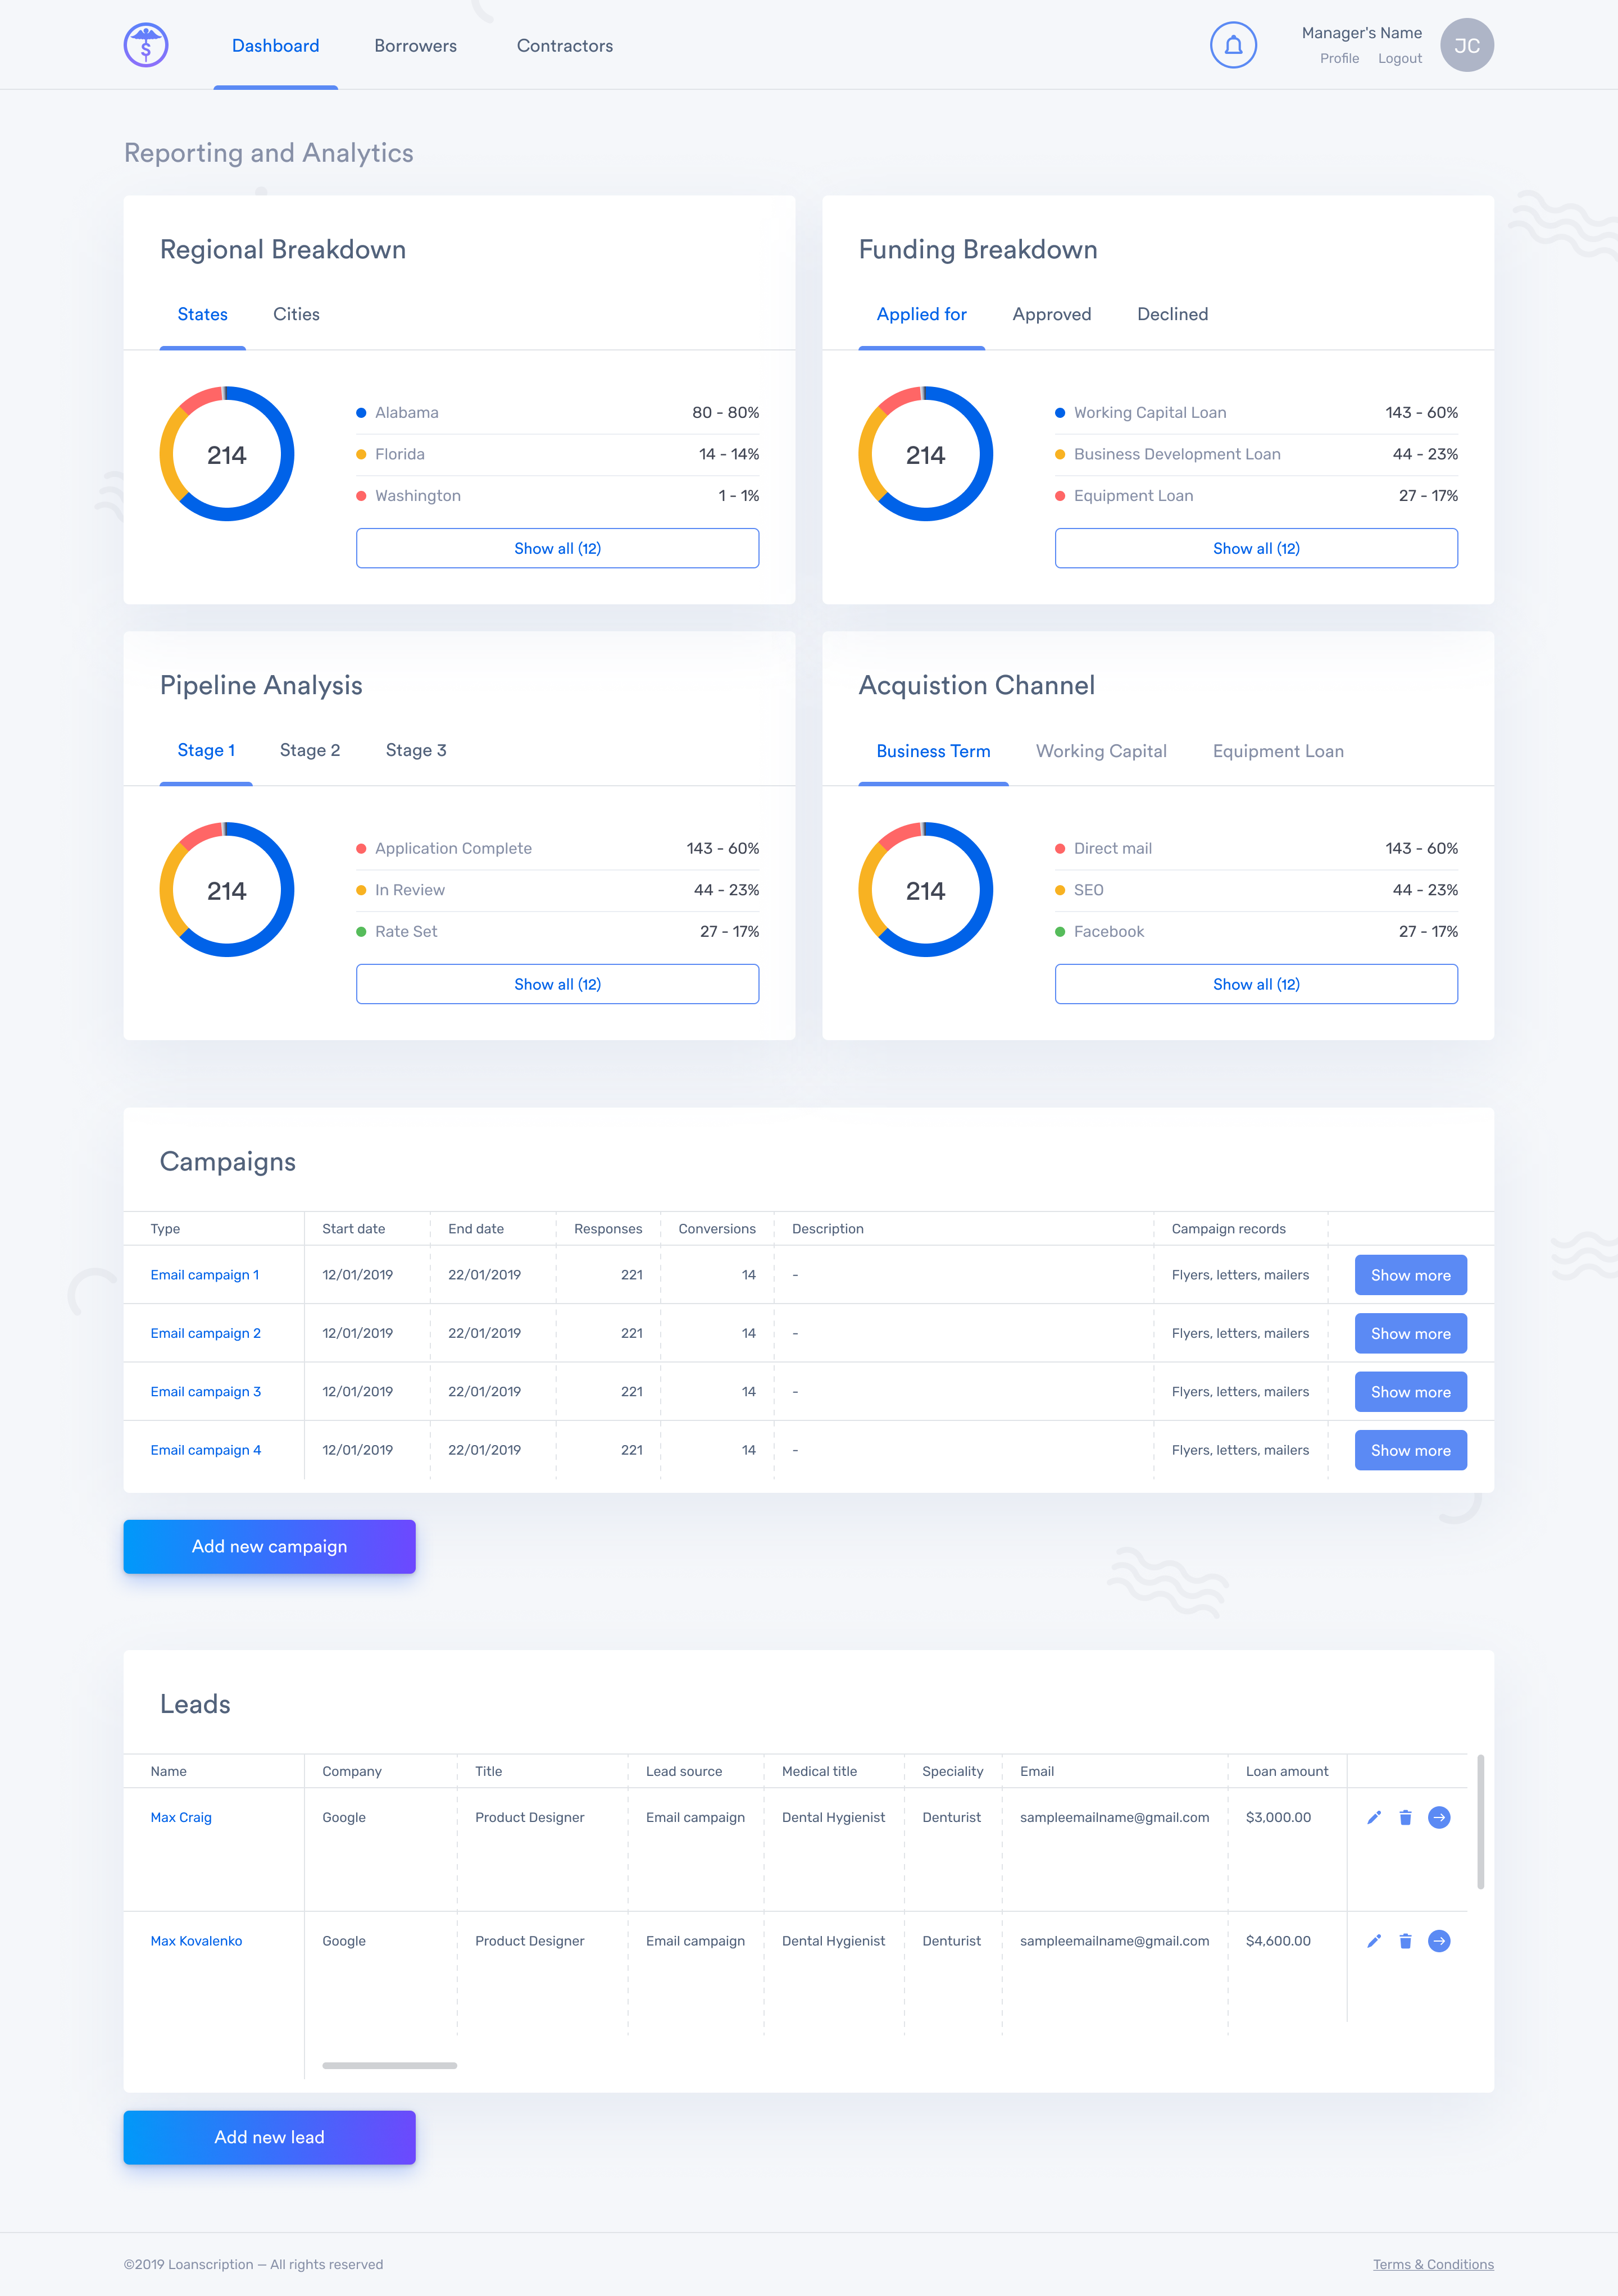 Dashboard Borrowers Contractors
Manager's Name
Profile Logout
JC
Reporting and Analytics
Regional Breakdown
States Cities
214
Alabama 80 - 80%
Florida 14 - 14%
Washington 1 - 1%
Show all (12)
Funding Breakdown
Applied for Approved Declined
214
Working Capital Loan 143 - 60%
Business Development Loan 44 - 23%
Equipment Loan 27 - 17%
Show all (12)
Pipeline Analysis
Stage 1 Stage 2 Stage 3
214
Application Complete 143 - 60%
In Review 44 - 23%
Rate Set 27 - 17%
Show all (12)
Acquistion Channel
Business Term Working Capital Equipment Loan
214
Direct mail 143 - 60%
SEO 44 - 23%
Facebook 27 - 17%
Show all (12)
Campaigns
Type Start date End date Responses Conversions Description Campaign records
Email campaign 1 12/01/2019 22/01/2019 221 14 - Flyers, letters, mailers Show more
Email campaign 2 12/01/2019 22/01/2019 221 14 - Flyers, letters, mailers Show more
Email campaign 3 12/01/2019 22/01/2019 221 14 - Flyers, letters, mailers Show more
Email campaign 4 12/01/2019 22/01/2019 221 14 - Flyers, letters, mailers Show more
Add new campaign
Leads
Name Company Title Lead source Medical title Speciality Email Loan amount
Max Craig Google Product Designer Email campaign Dental Hygienist Denturist sampleemailname@gmail.com $3,000.00
Max Kovalenko Google Product Designer Email campaign Dental Hygienist Denturist sampleemailname@gmail.com $4,600.00
Add new lead
©2019 Loanscription — All rights reserved
Terms & Conditions